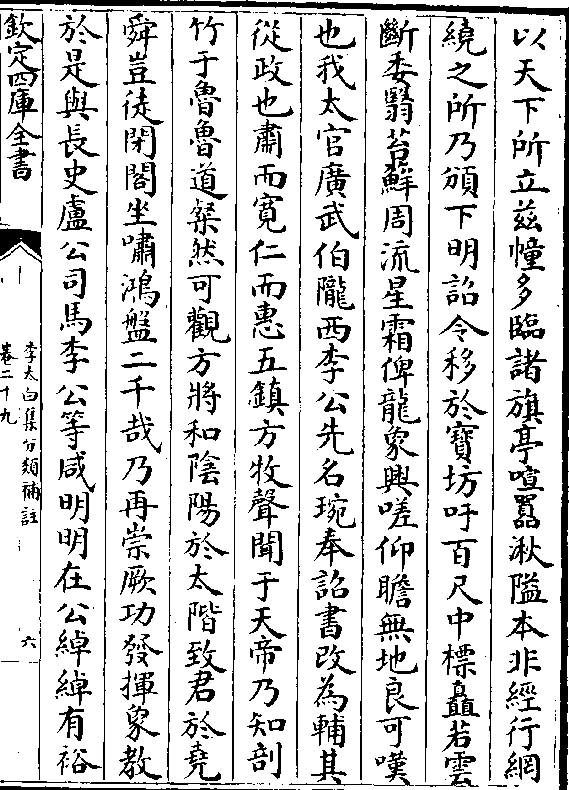 以天下所立茲幢多臨諸旗亭喧囂湫隘本非經行網
繞之所乃頒下明詔令移於寶坊吁百尺中標矗若雲
斷委翳苔蘚周流星霜俾龍象興嗟仰瞻無地良可嘆
也我太官廣武伯隴西李公先名琬奉詔書改為輔其
從政也肅而寛仁而惠五鎮方牧聲聞于天帝乃知剖
竹于魯魯道粲然可觀方將和陰陽於太階致君於堯
舜豈徒閉閣坐嘯鴻盤二千哉乃再崇厥功發揮象教
於是與長史盧公司馬李公等咸明明在公綽綽有裕
欽定四庫全書
李太白集分類補註
卷二十九
六